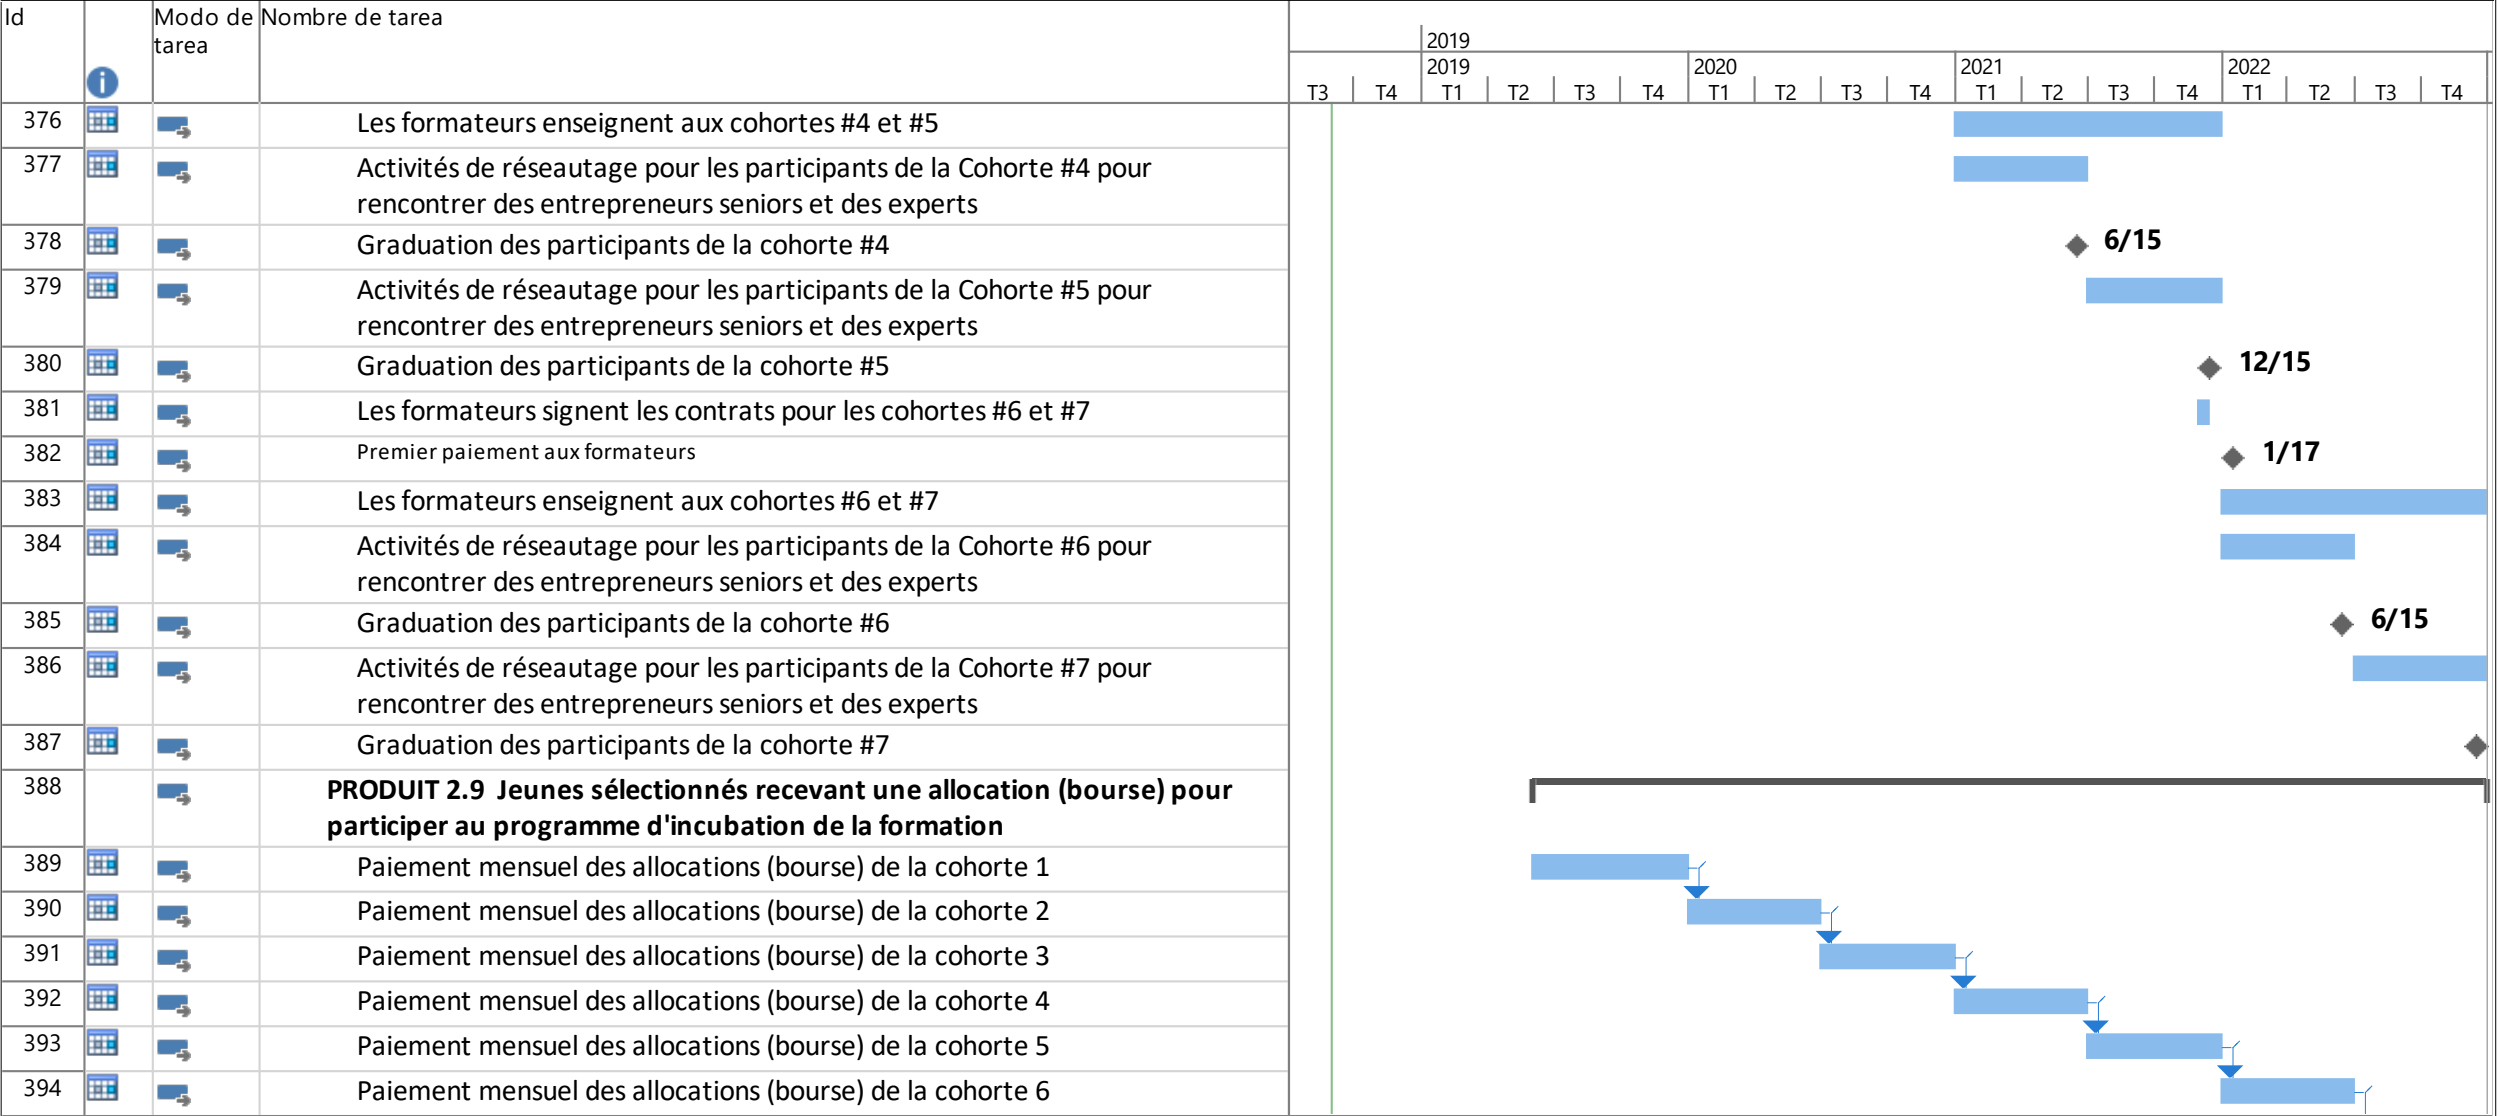 Id
Modo de
tarea
Nombre de tarea
2019
2019 2020 2021 2022
T3 T4 T1 T2 T3 T4 T1 T2 T3 T4 T1 T2 T3 T4 T1 T2 T3 T4
376 Les formateurs enseignent aux cohortes #4 et #5
377 Activités de réseautage pour les participants de la Cohorte #4 pour
rencontrer des entrepreneurs seniors et des experts
378 Graduation des participants de la cohorte #4 6/15
379 Activités de réseautage pour les participants de la Cohorte #5 pour
rencontrer des entrepreneurs seniors et des experts
380 Graduation des participants de la cohorte #5 12/15
381 Les formateurs signent les contrats pour les cohortes #6 et #7
382 Premier paiement aux formateurs 1/17
383 Les formateurs enseignent aux cohortes #6 et #7
384 Activités de réseautage pour les participants de la Cohorte #6 pour
rencontrer des entrepreneurs seniors et des experts
385 Graduation des participants de la cohorte #6 6/15
386 Activités de réseautage pour les participants de la Cohorte #7 pour
rencontrer des entrepreneurs seniors et des experts
387 Graduation des participants de la cohorte #7
388 PRODUIT 2.9 Jeunes sélectionnés recevant une allocation (bourse) pour
participer au programme d'incubation de la formation
389 Paiement mensuel des allocations (bourse) de la cohorte 1
390 Paiement mensuel des allocations (bourse) de la cohorte 2
391 Paiement mensuel des allocations (bourse) de la cohorte 3
392 Paiement mensuel des allocations (bourse) de la cohorte 4
393 Paiement mensuel des allocations (bourse) de la cohorte 5
394 Paiement mensuel des allocations (bourse) de la cohorte 6